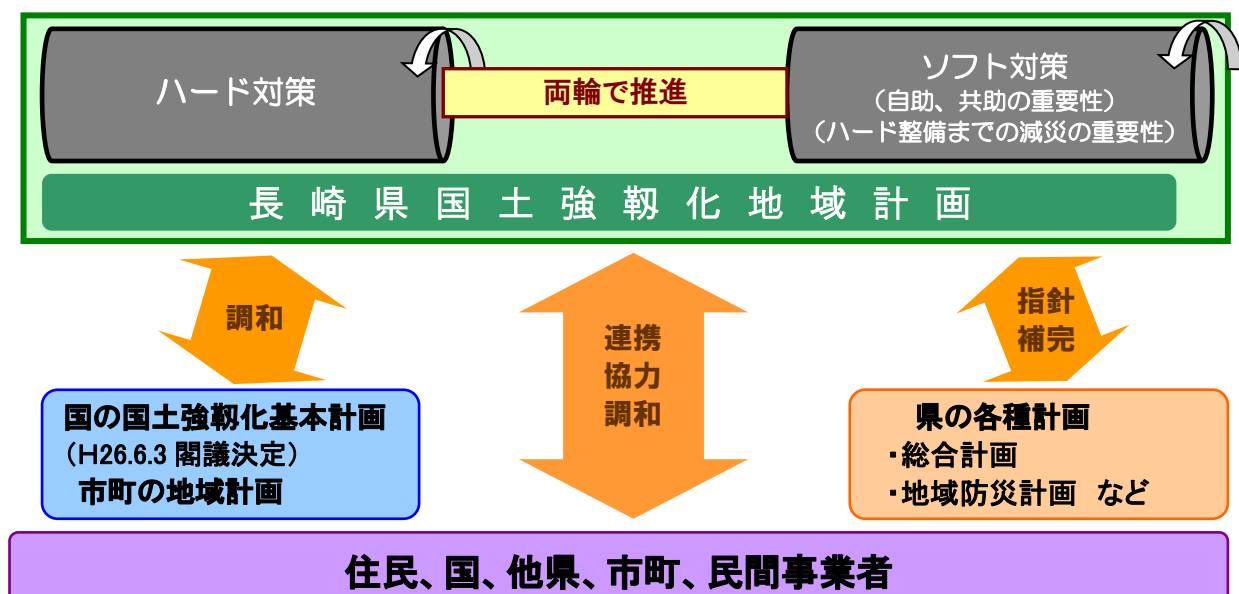 ハード対策
両輪で推進
ソフト対策
（自助、共助の重要性）
（ハード整備までの減災の重要性）
長崎県国土強靱化地域計画
調和
連携
協力
調和
指針
補完
国の国土強靱化基本計画
（H26.6.3 閣議決定）
市町の地域計画
県の各種計画
・総合計画
・地域防災計画　など
住民、国、他県、市町、民間事業者